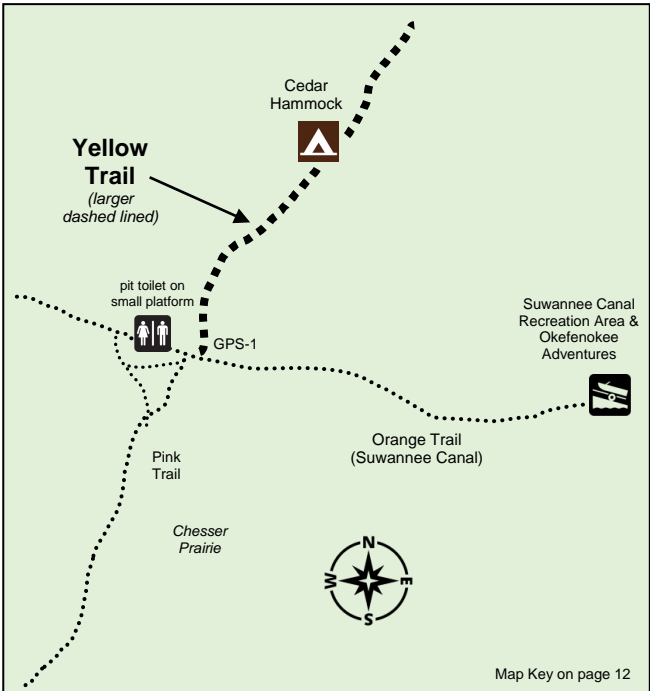 Cedar
Hammock
Yellow
Trail
(larger
dashed lined)
pit toilet on
small platform
GPS-1
Suwannee Canal
Recreation Area &
Okefenokee
Adventures
Orange Trail
(Suwannee Canal)
Pink
Trail
Chesser
Prairie
N
W
E
S
Map Key on page 12